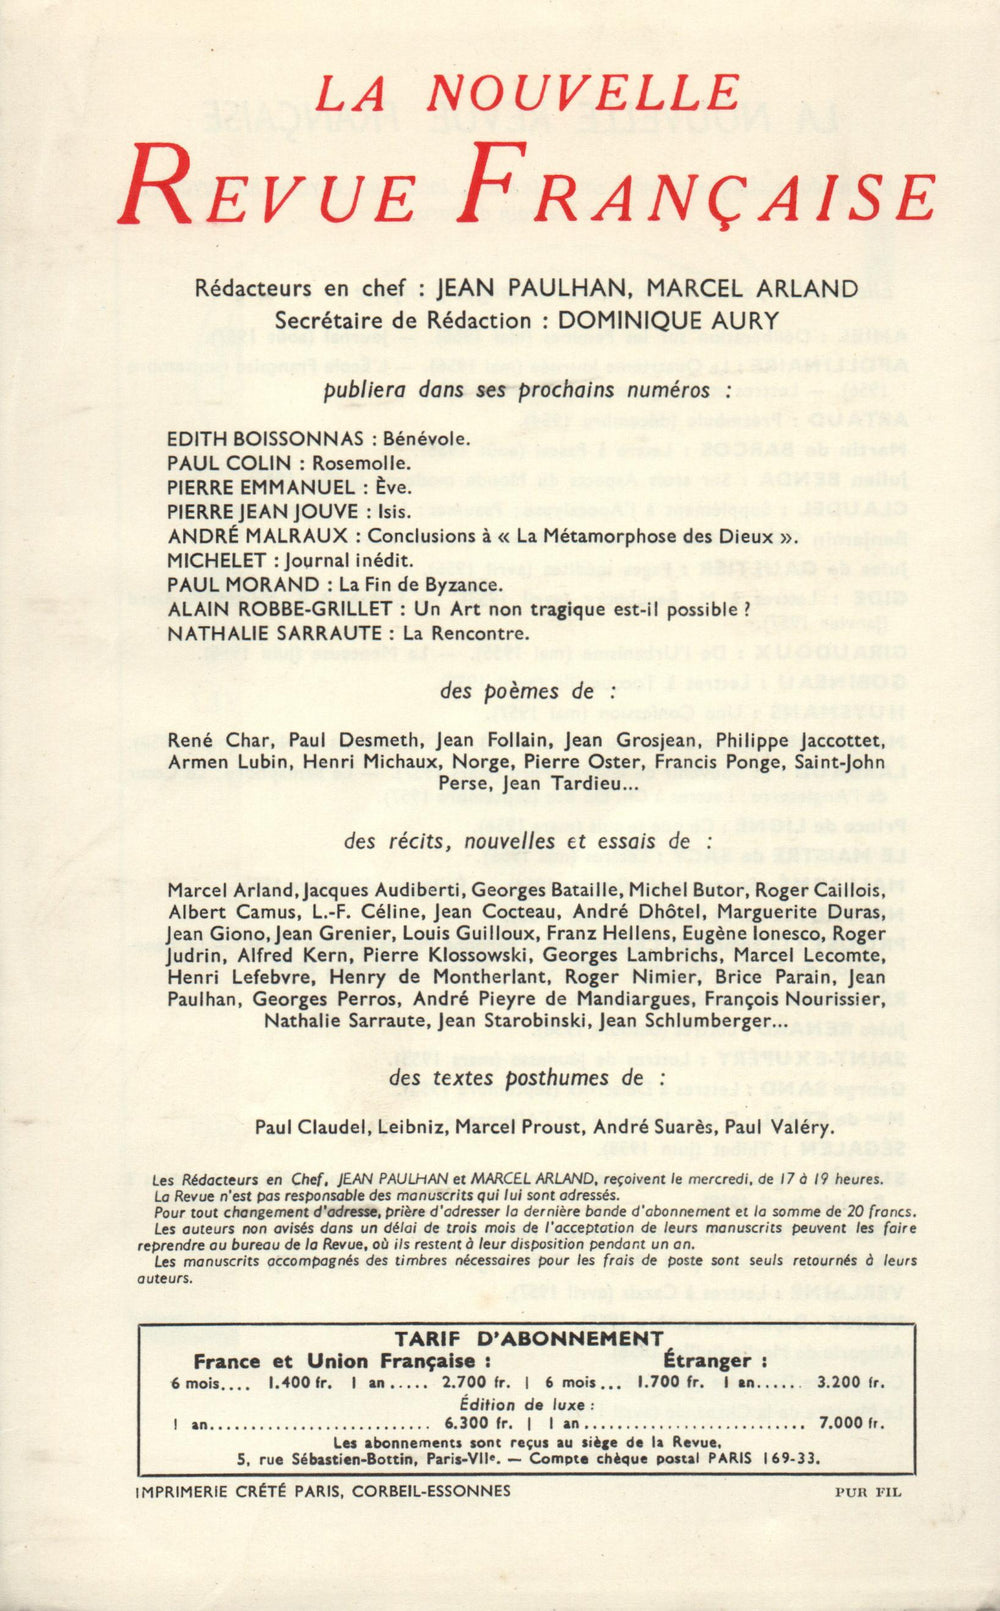 LA NOUVELLE
REVUE FRANÇAISE
Rédacteurs en chef : JEAN PAULHAN, MARCEL ARLAND
Secrétaire de Rédaction : DOMINIQUE AURY
publiera dans ses prochains numéros :
EDITH BOISSONNAS : Bénévole.
PAUL COLIN : Rosemolle.
PIERRE EMMANUEL : Ève.
PIERRE JEAN JOUVE : Isis.
ANDRÉ MALRAUX : Conclusions à « La Métamorphose des Dieux ».
MICHELET : Journal inédit.
PAUL MORAND : La Fin de Byzance.
ALAIN ROBBE-GRILLET : Un Art non tragique est-il possible ?
NATHALIE SARRAUTE : La Rencontre.
des poèmes de :
René Char, Paul Desmeth, Jean Follain, Jean Grosjean, Philippe Jaccottet,
Armen Lubin, Henri Michaux, Norge, Pierre Oster, Francis Ponge, Saint-John
Perse, Jean Tardieu...
des récits, nouvelles et essais de :
Marcel Arland, Jacques Audiberti, Georges Bataille, Michel Butor, Roger Caillois,
Albert Camus, L.-F. Céline, Jean Cocteau, André Dhôtel, Marguerite Duras,
Jean Giono, Jean Grenier, Louis Guilloux, Franz Hellens, Eugène Ionesco, Roger
Judrin, Alfred Kern, Pierre Klossowski, Georges Lambrichs, Marcel Lecomte,
Henri Lefebvre, Henry de Montherlant, Roger Nimier, Brice Parain, Jean
Paulhan, Georges Perros, André Pieyre de Mandiargues, François Nourissier,
Nathalie Sarraute, Jean Starobinski, Jean Schlumberger...
des textes posthumes de :
Paul Claudel, Leibniz, Marcel Proust, André Suarès, Paul Valéry.
Les Rédacteurs en Chef, JEAN PAULHAN et MARCEL ARLAND, reçoivent le mercredi, de 17 à 19 heures.
La Revue n'est pas responsable des manuscrits qui lui sont adressés.
Pour tout changement d'adresse, prière d'adresser la dernière bande d'abonnement et la somme de 20 francs.
Les auteurs non avisés dans un délai de trois mois de l'acceptation de leurs manuscrits peuvent les faire
reprendre au bureau de la Revue, où ils restent à leur disposition pendant un an.
Les manuscrits accompagnés des timbres nécessaires pour les frais de poste sont seuls retournés à leurs
auteurs.
TARIF D'ABONNEMENT
France et Union Française : Étranger :
6 mois.... 1.400 fr. 1 an..... 2.700 fr. | 6 mois... 1.700 fr. 1 an...... 3.200 fr.
Édition de luxe :
1 an.......................... 6.300 fr. | 1 an.......................... 7.000 fr.
Les abonnements sont reçus au siège de la Revue,
5, rue Sébastien-Bottin, Paris-VIIe. — Compte chèque postal PARIS 169-33.
IMPRIMERIE CRÉTÉ PARIS, CORBEIL-ESSONNES PUR FIL